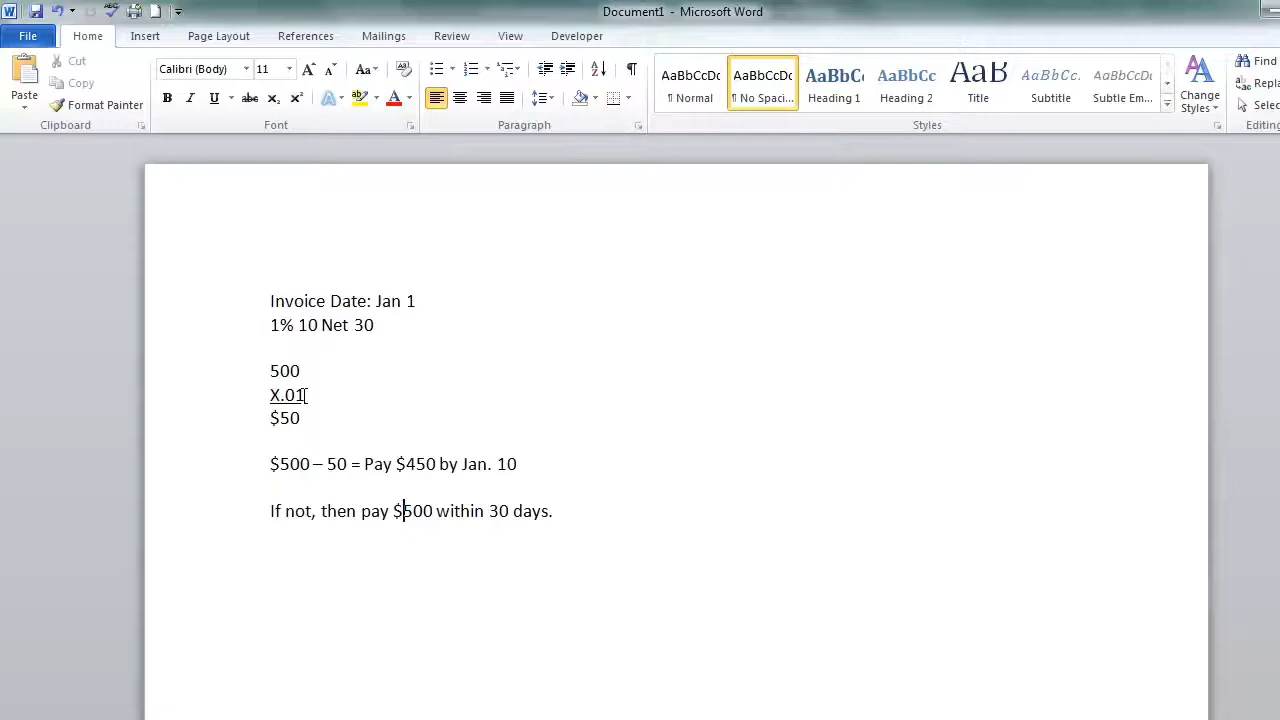 Document1 - Microsoft Word
File Home Insert Page Layout References Mailings Review View Developer
Cut
Copy
Format Painter
Paste
Clipboard
Calibri (Body) 11
Font
Paragraph
AaBbCcDc AaBbCcDc AaBbCc AaBbCc AaB AaBbCc. AaBbCcDc
¶ Normal ¶ No Spaci... Heading 1 Heading 2 Title Subtitle Subtle Em...
Change
Styles
Styles
Find
Repla
Selec
Editing
Invoice Date: Jan 1
1% 10 Net 30
500
X.01
$50
$500 – 50 = Pay $450 by Jan. 10
If not, then pay $500 within 30 days.